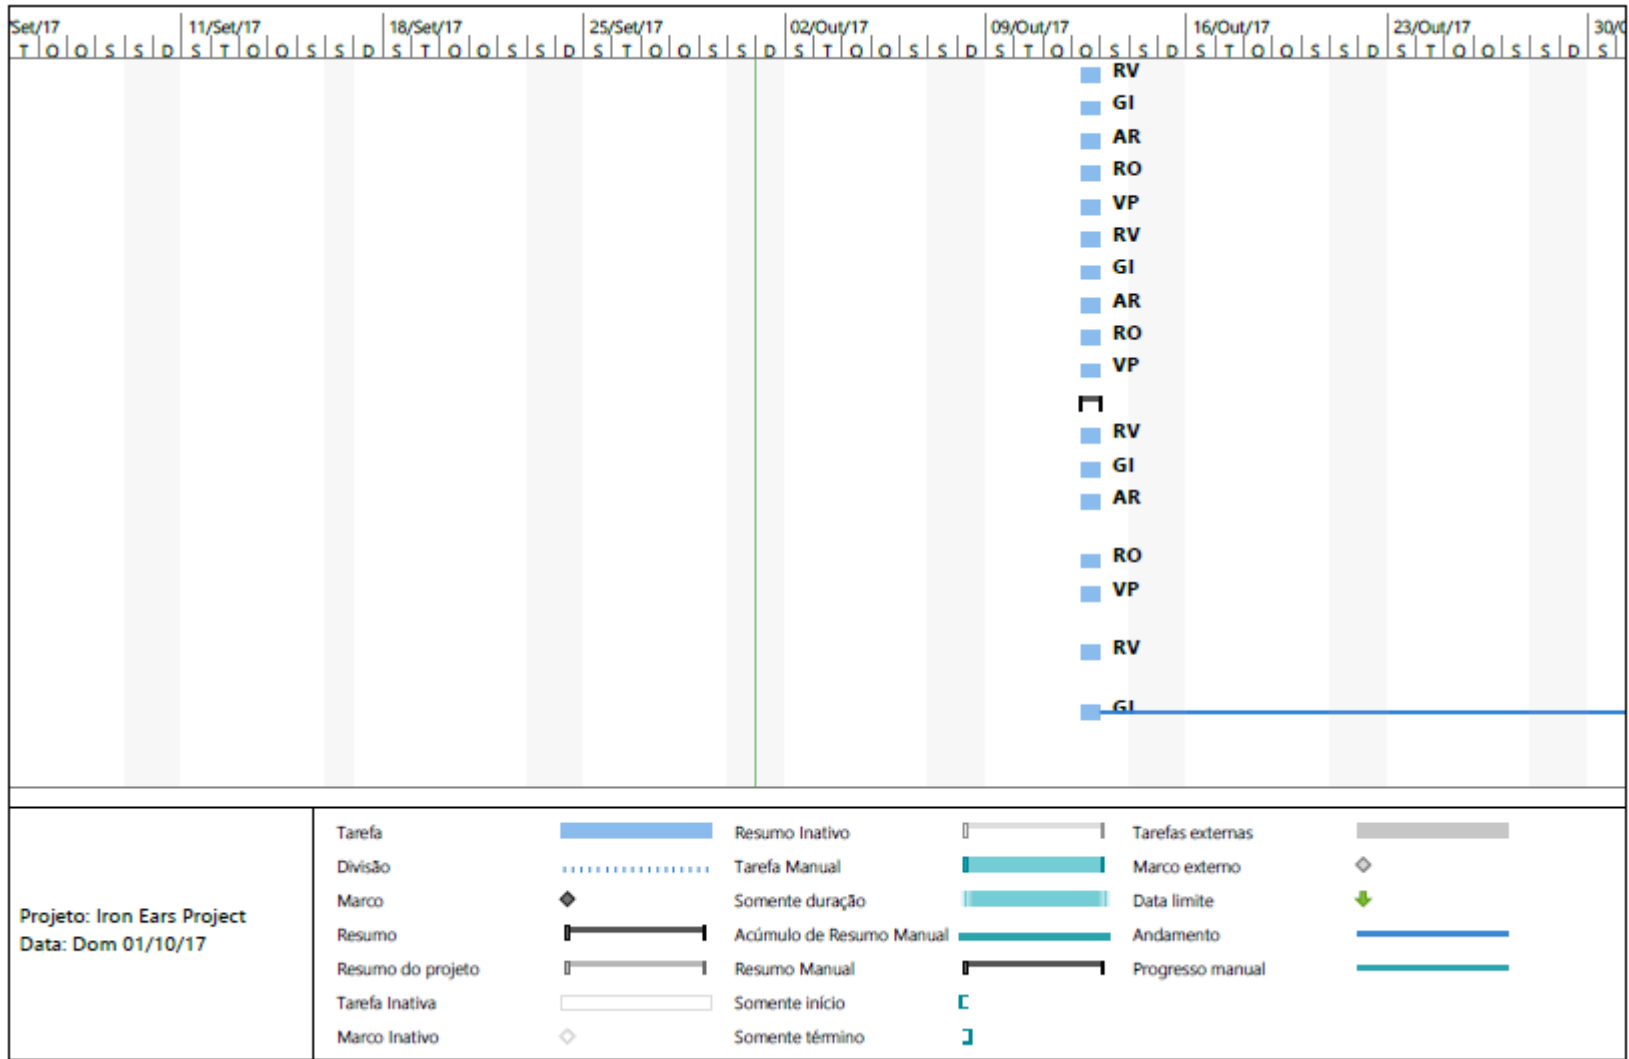 Set/17 11/Set/17 18/Set/17 25/Set/17 02/Out/17 09/Out/17 16/Out/17 23/Out/17 30/O
T Q Q S S D S T Q Q S S D S T Q Q S S D S T Q Q S S D S T Q Q S S D S T Q Q S S D S T Q Q S S D S T Q Q S S D S
RV
GI
AR
RO
VP
RV
GI
AR
RO
VP
RV
GI
AR
RO
VP
RV
GI
Projeto: Iron Ears Project
Data: Dom 01/10/17
Tarefa
Divisão
Marco
Resumo
Resumo do projeto
Tarefa Inativa
Marco Inativo
Resumo Inativo
Tarefa Manual
Somente duração
Acúmulo de Resumo Manual
Resumo Manual
Somente início
Somente término
Tarefas externas
Marco externo
Data limite
Andamento
Progresso manual